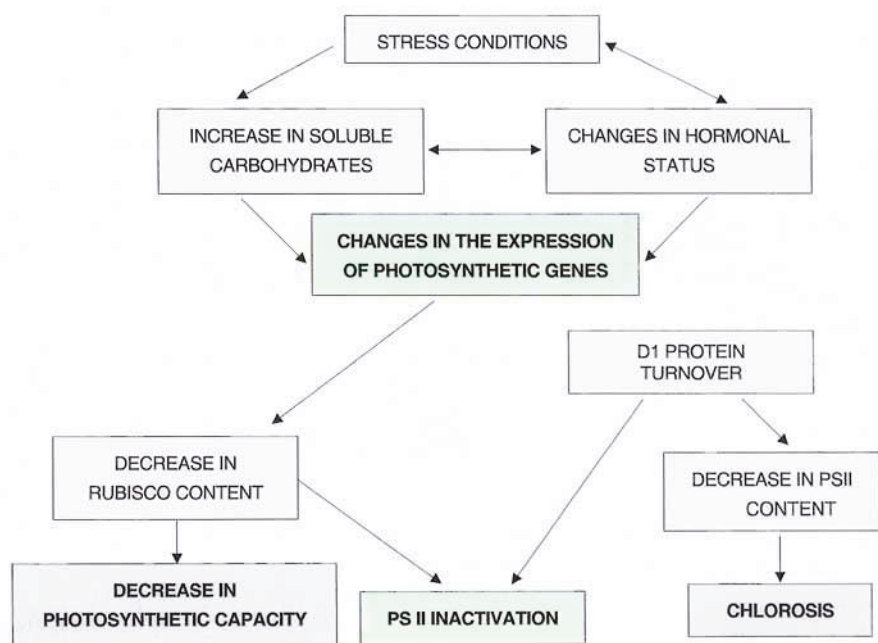 STRESS CONDITIONS
INCREASE IN SOLUBLE
CARBOHYDRATES
CHANGES IN HORMONAL
STATUS
CHANGES IN THE EXPRESSION
OF PHOTOSYNTHETIC GENES
D1 PROTEIN
TURNOVER
DECREASE IN
RUBISCO CONTENT
DECREASE IN PSII
CONTENT
DECREASE IN
PHOTOSYNTHETIC CAPACITY
PS II INACTIVATION
CHLOROSIS